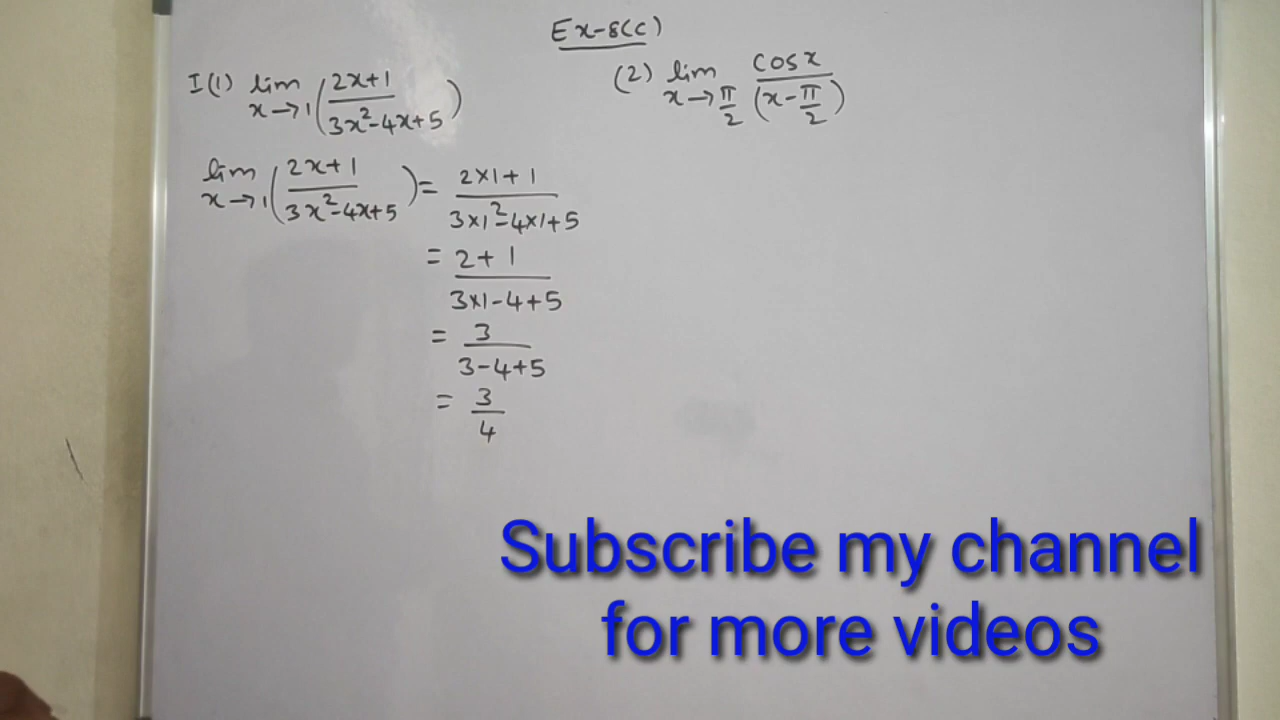 Ex-8(c)
I(1) lim x→1 (2x+1 / 3x²-4x+5)
(2) lim x→π/2 cosx / (x-π/2)
lim x→1 (2x+1 / 3x²-4x+5) = 2×1+1 / 3×1²-4×1+5
= 2+1 / 3×1-4+5
= 3 / 3-4+5
= 3 / 4
Subscribe my channel
for more videos